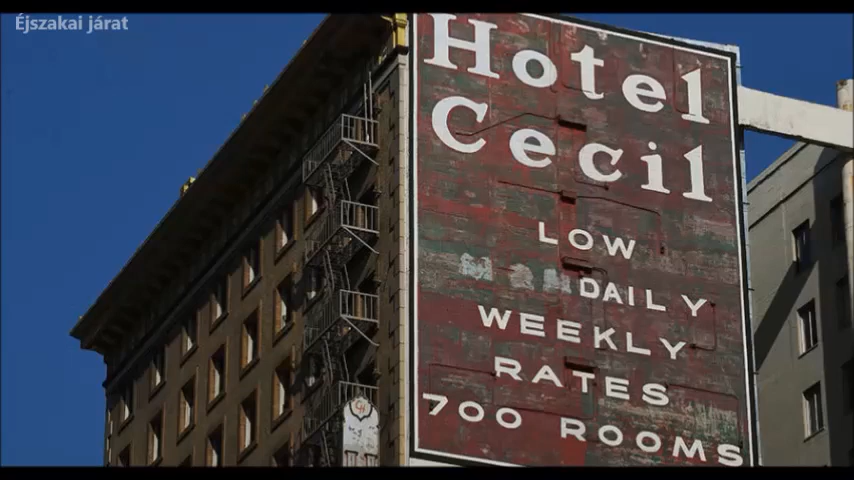 Éjszakai járat
Hotel
Cecil
LOW
DAILY
WEEKLY
RATES
700 ROOMS